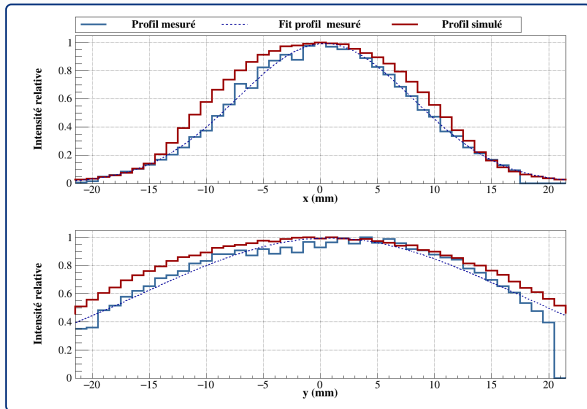 Profil mesuré Fit profil mesuré Profil simulé
Intensité relative
1
0.8
0.6
0.4
0.2
0
−20 −15 −10 −5 0 5 10 15 20
x (mm)
Intensité relative
1
0.8
0.6
0.4
0.2
0
−20 −15 −10 −5 0 5 10 15 20
y (mm)